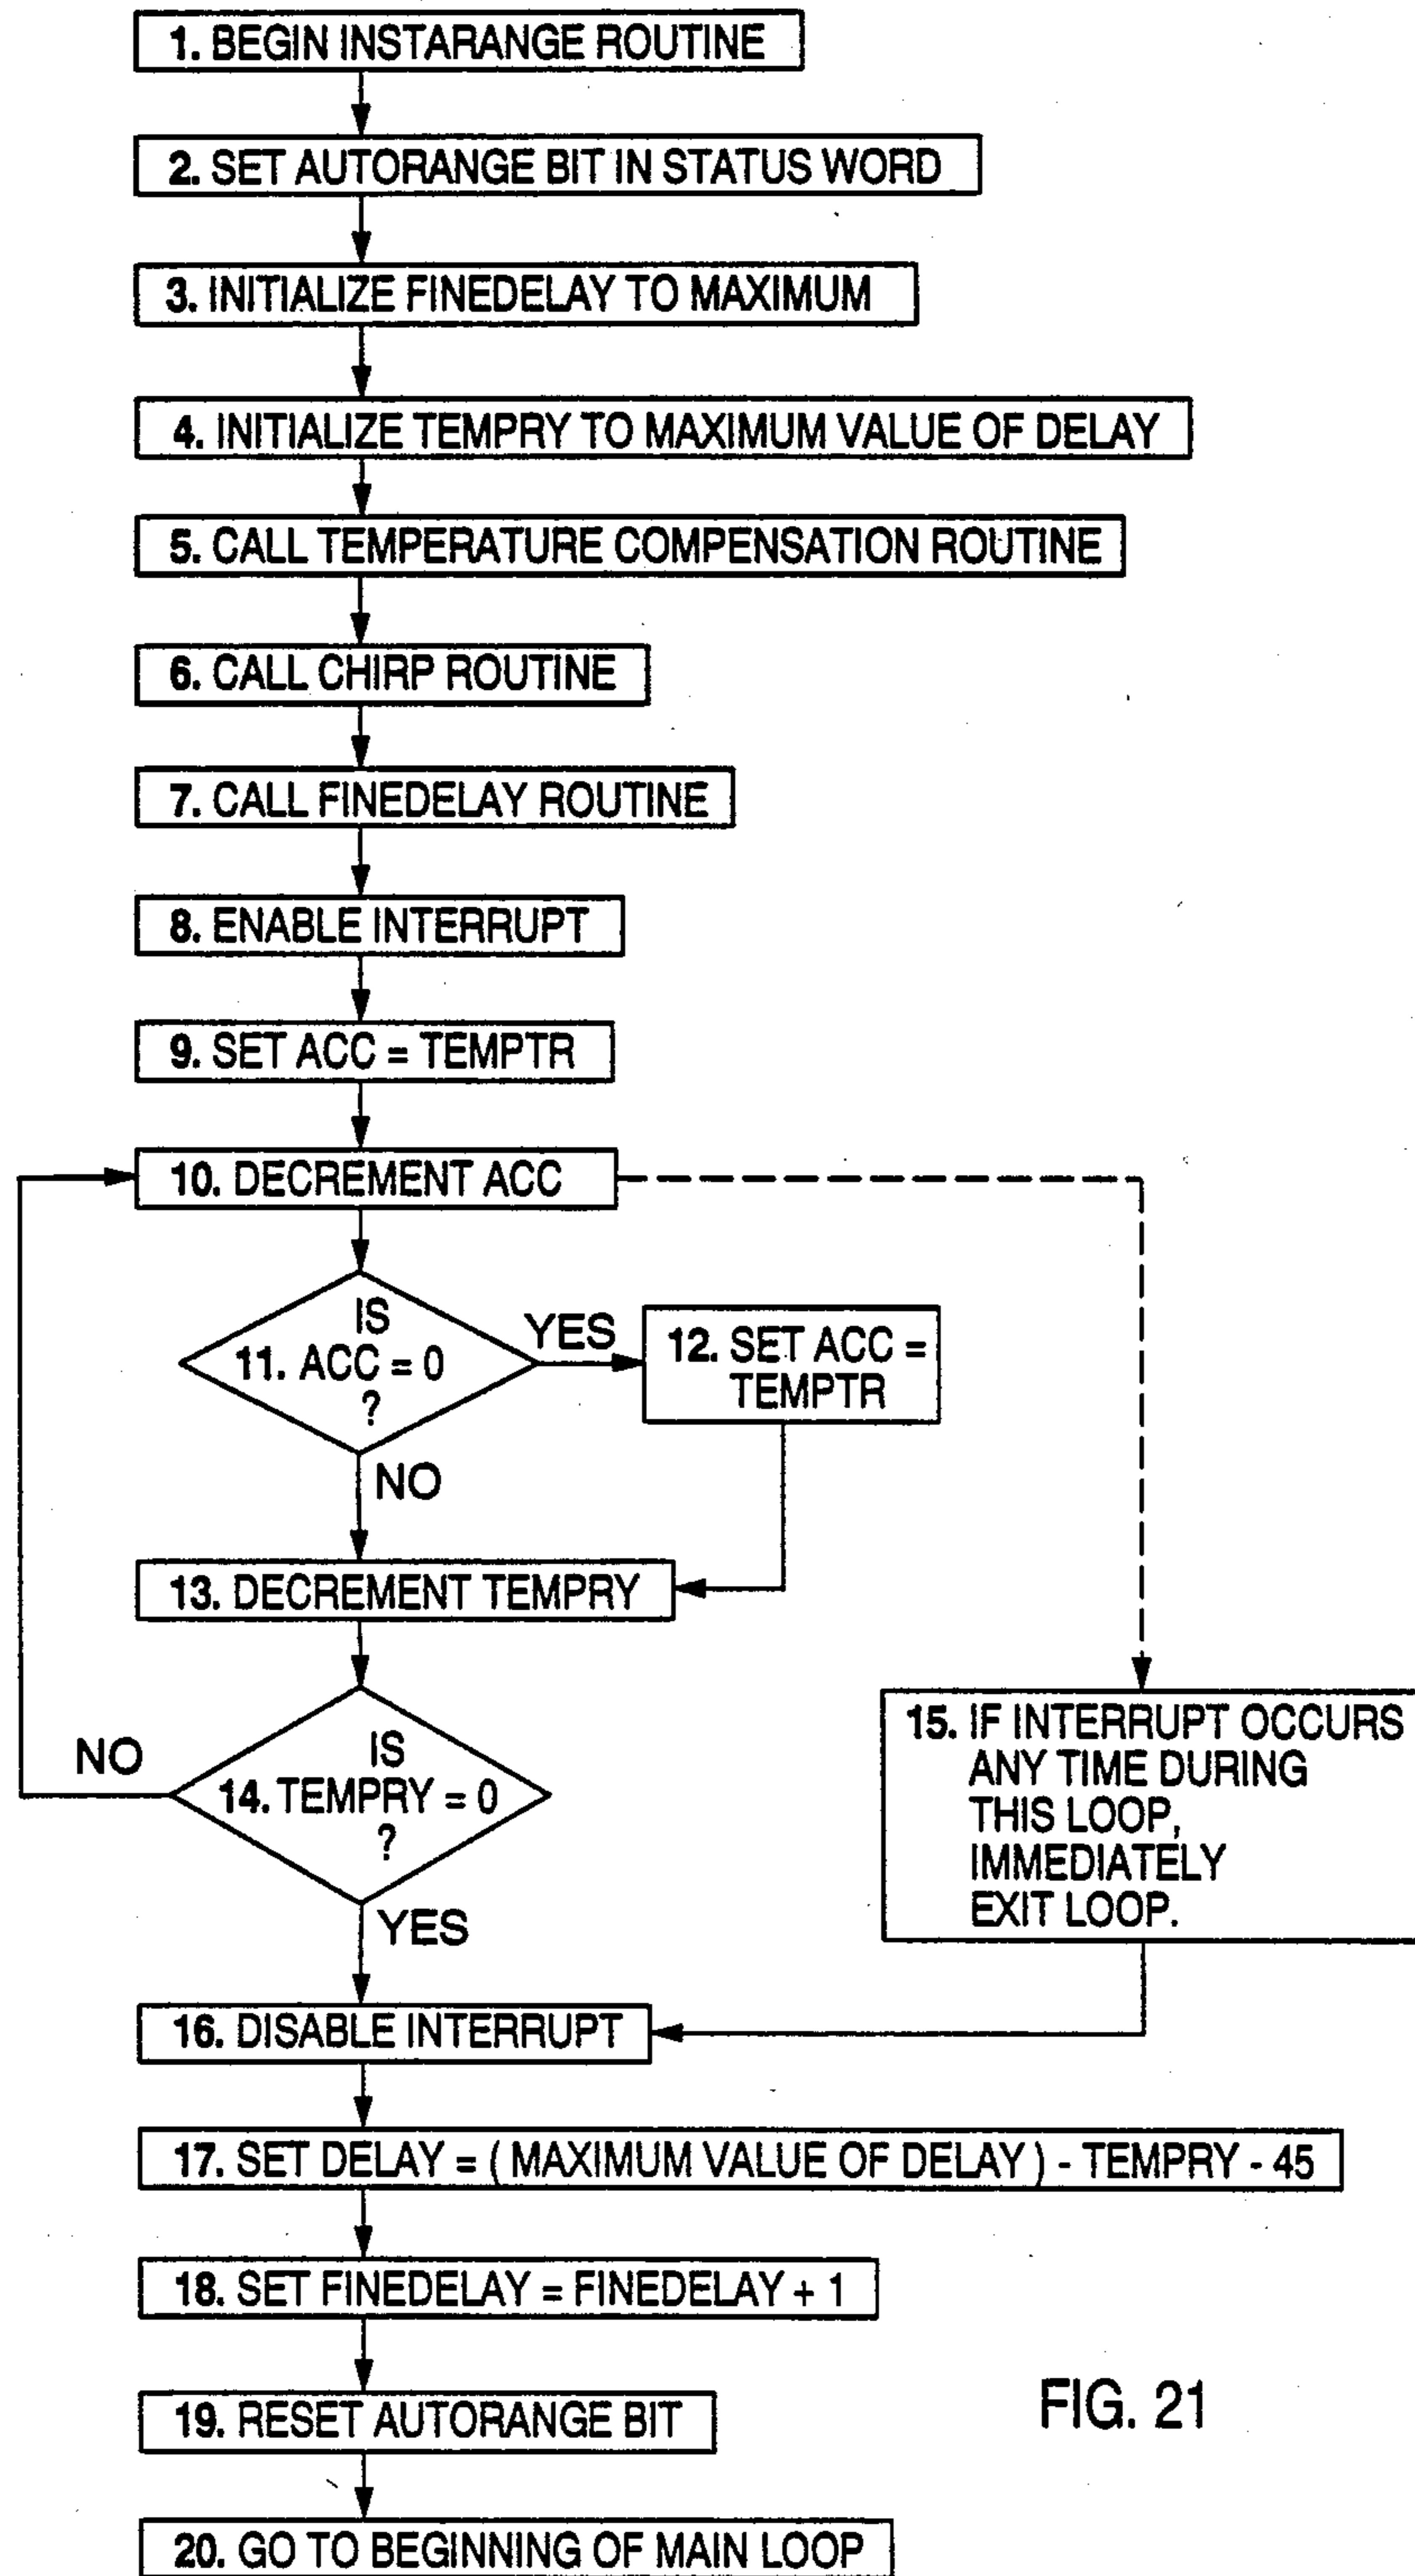 1. BEGIN INSTARANGE ROUTINE
2. SET AUTORANGE BIT IN STATUS WORD
3. INITIALIZE FINEDELAY TO MAXIMUM
4. INITIALIZE TEMPRY TO MAXIMUM VALUE OF DELAY
5. CALL TEMPERATURE COMPENSATION ROUTINE
6. CALL CHIRP ROUTINE
7. CALL FINEDELAY ROUTINE
8. ENABLE INTERRUPT
9. SET ACC = TEMPTR
10. DECREMENT ACC
IS
11. ACC = 0
?
YES
12. SET ACC =
TEMPTR
NO
13. DECREMENT TEMPRY
IS
14. TEMPRY = 0
?
NO
YES
15. IF INTERRUPT OCCURS
ANY TIME DURING
THIS LOOP,
IMMEDIATELY
EXIT LOOP.
16. DISABLE INTERRUPT
17. SET DELAY = ( MAXIMUM VALUE OF DELAY ) - TEMPRY - 45
18. SET FINEDELAY = FINEDELAY + 1
19. RESET AUTORANGE BIT
20. GO TO BEGINNING OF MAIN LOOP
FIG. 21